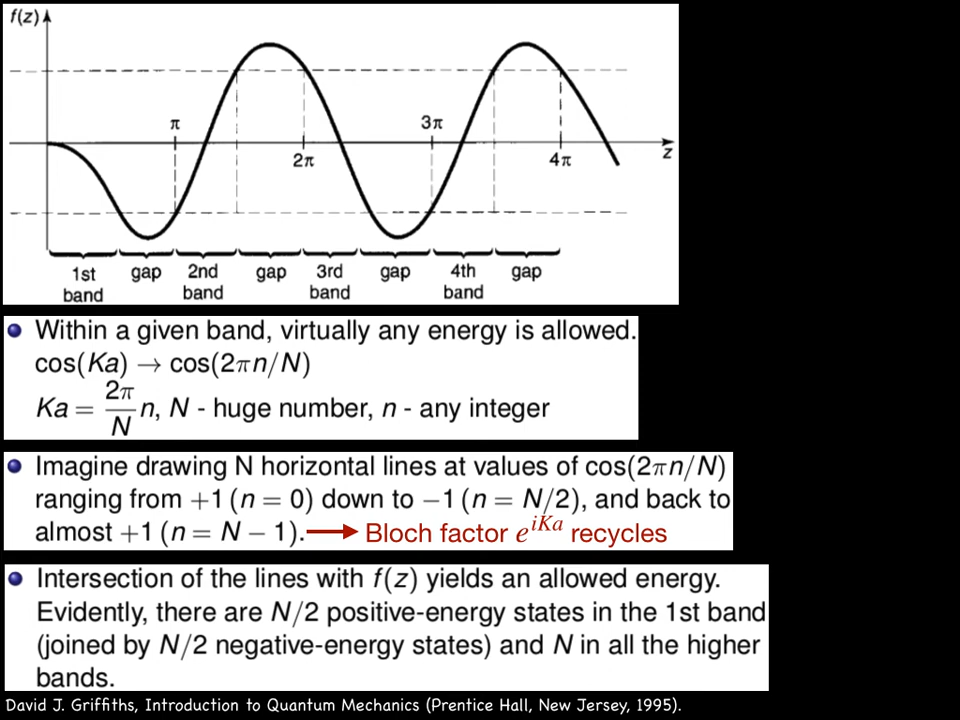 f(z)
π
3π
2π
4π
z
1st band
gap
2nd band
gap
3rd band
gap
4th band
gap
Within a given band, virtually any energy is allowed.
cos(Ka) → cos(2πn/N)
Ka = 2π/N n, N - huge number, n - any integer
Imagine drawing N horizontal lines at values of cos(2πn/N)
ranging from +1 (n = 0) down to −1 (n = N/2), and back to
almost +1 (n = N − 1). Bloch factor e^{iKa} recycles
Intersection of the lines with f(z) yields an allowed energy.
Evidently, there are N/2 positive-energy states in the 1st band
(joined by N/2 negative-energy states) and N in all the higher
bands.
David J. Griffiths, Introduction to Quantum Mechanics (Prentice Hall, New Jersey, 1995).